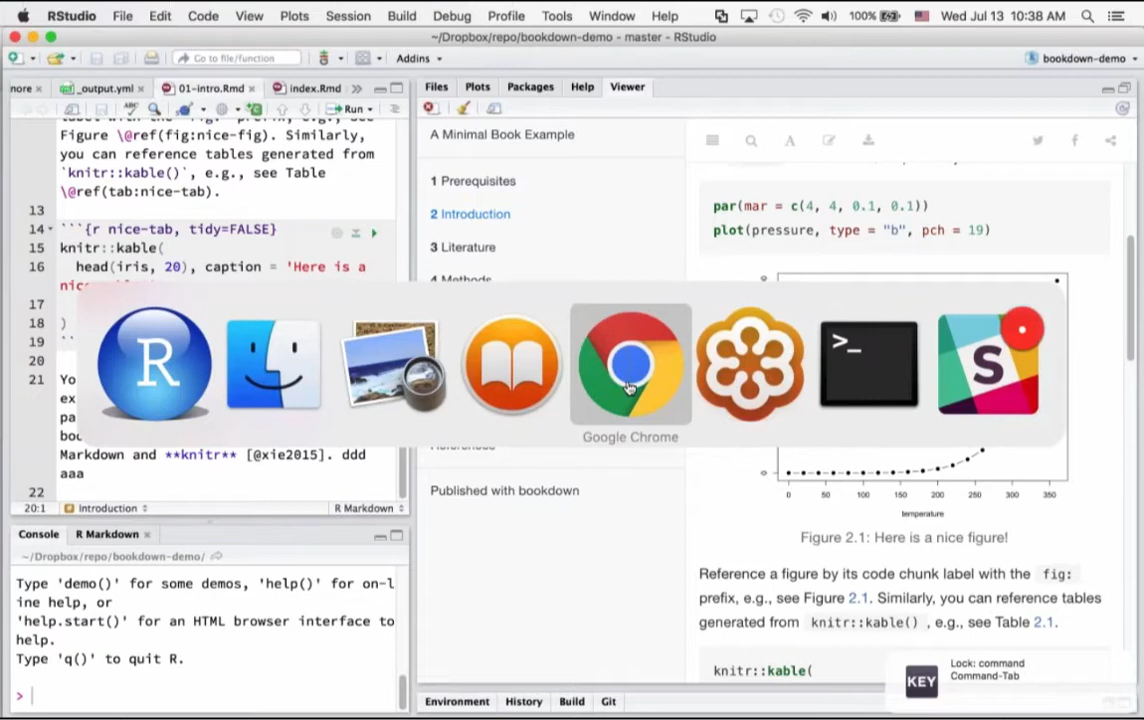 RStudio File Edit Code View Plots Session Build Debug Profile Tools Window Help 100% Wed Jul 13 10:38 AM
~/Dropbox/repo/bookdown-demo - master - RStudio
Go to file/function Addins bookdown-demo
nore _output.yml 01-intro.Rmd index.Rmd
Run
Figure \@ref(fig:nice-fig). Similarly,
you can reference tables generated from
`knitr::kable()`, e.g., see Table
\@ref(tab:nice-tab).
13
14 ```{r nice-tab, tidy=FALSE}
15 knitr::kable(
16 head(iris, 20), caption = 'Here is a
nic
17
18 )
19 ``
20
21 Yo
ex
pa
boo
Markdown and **knitr** [@xie2015]. ddd
aaa
22
20:1 Introduction R Markdown
Console R Markdown
~/Dropbox/repo/bookdown-demo/
Type 'demo()' for some demos, 'help()' for on-l
ine help, or
'help.start()' for an HTML browser interface to
help.
Type 'q()' to quit R.
>
Files Plots Packages Help Viewer
A Minimal Book Example
1 Prerequisites
2 Introduction
3 Literature
4 Methods
References
Published with bookdown
A
par(mar = c(4, 4, 0.1, 0.1))
plot(pressure, type = "b", pch = 19)
0 50 100 150 200 250 300 350
temperature
Figure 2.1: Here is a nice figure!
Reference a figure by its code chunk label with the fig:
prefix, e.g., see Figure 2.1. Similarly, you can reference tables
generated from knitr::kable() , e.g., see Table 2.1.
knitr::kable(
R
>_
S
Google Chrome
KEY
Lock: command
Command-Tab
Environment History Build Git